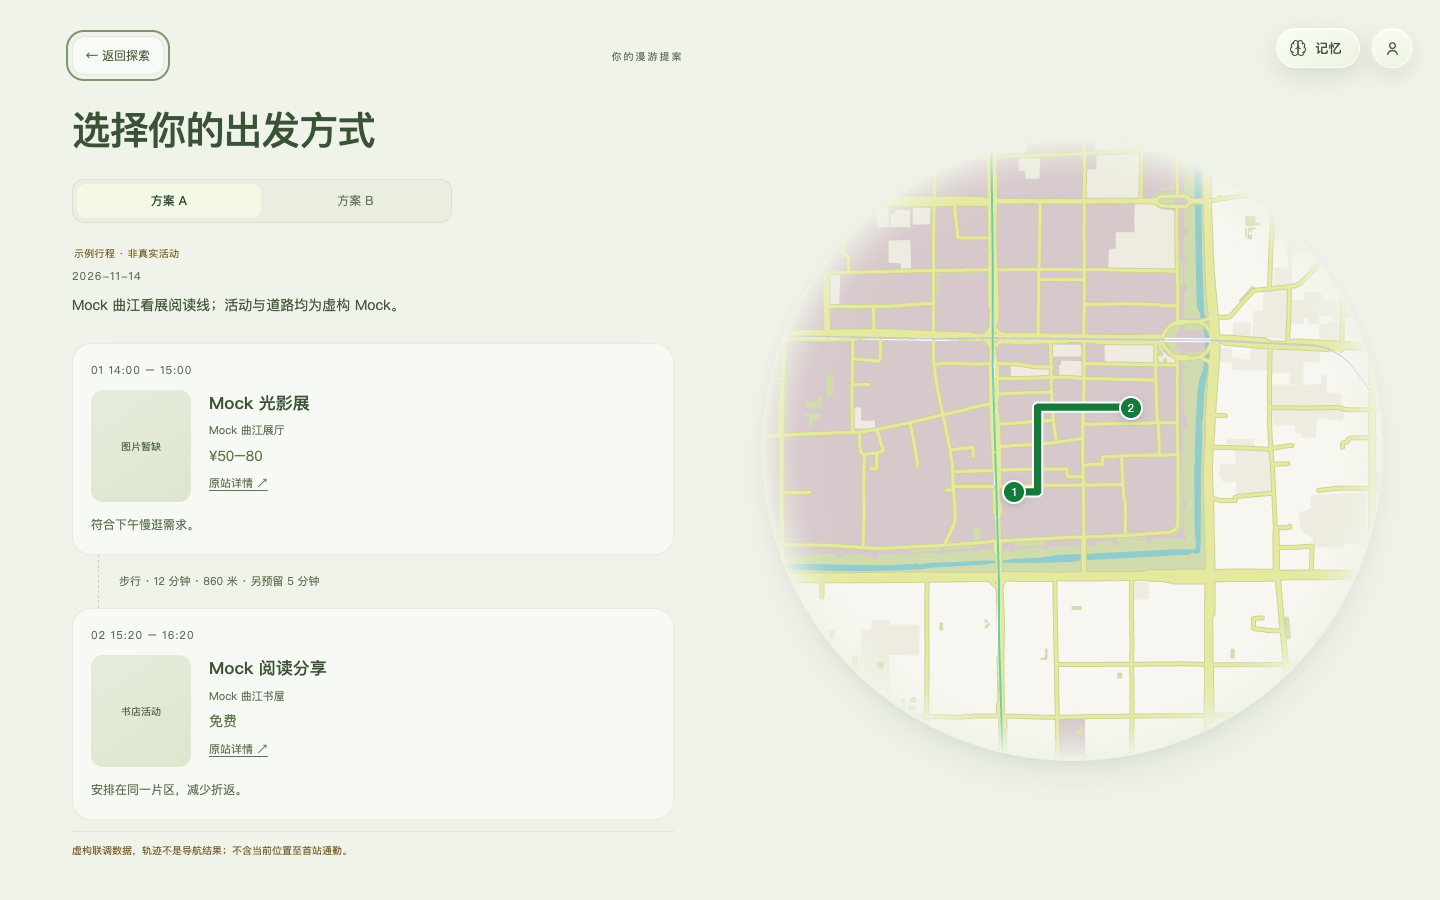 ← 返回探索
你的漫游提案
记忆
选择你的出发方式
方案 A
方案 B
示例行程 · 非真实活动
2026-11-14
Mock 曲江看展阅读线；活动与道路均为虚构 Mock。
01 14:00 — 15:00
图片暂缺
Mock 光影展
Mock 曲江展厅
¥50—80
原站详情 ↗
符合下午慢逛需求。
步行 · 12 分钟 · 860 米 · 另预留 5 分钟
02 15:20 — 16:20
书店活动
Mock 阅读分享
Mock 曲江书屋
免费
原站详情 ↗
安排在同一片区，减少折返。
虚构联调数据，轨迹不是导航结果；不含当前位置至首站通勤。
2
1